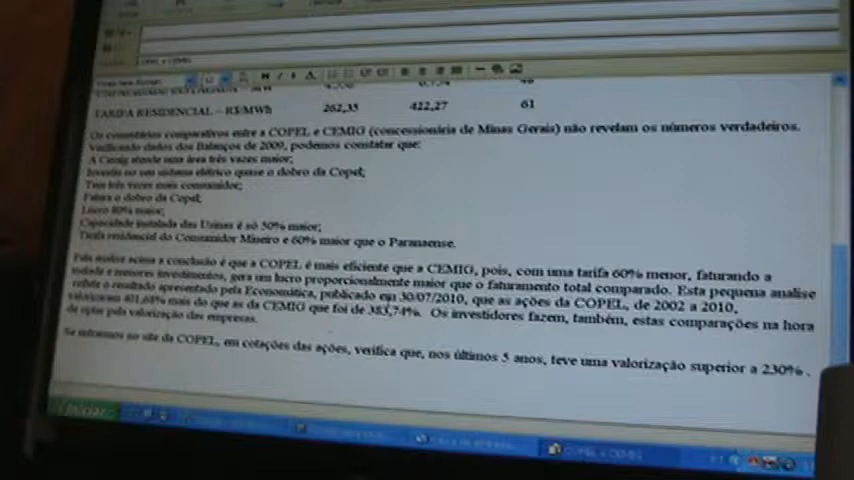 TARIFA RESIDENCIAL – R$/MWh 262,35 422,27 61
Os comentários comparativos entre a COPEL e CEMIG (concessionária de Minas Gerais) não revelam os números verdadeiros.
Verificando dados dos Balanços de 2009, podemos constatar que:
A Cemig atende uma área três vezes maior;
Investiu no seu sistema elétrico quase o dobro da Copel;
Tem três vezes mais consumidor;
Fatura o dobro da Copel;
Lucro 80% maior;
Capacidade instalada das Usinas é só 50% maior;
Tarifa residencial do Consumidor Mineiro e 60% maior que o Paranaense.
Pela análise acima a conclusão é que a COPEL é mais eficiente que a CEMIG, pois, com uma tarifa 60% menor, faturando a
metade e menores investimentos, gera um lucro proporcionalmente maior que o faturamento total comparado. Esta pequena analise
reflete o resultado apresentado pela Economática, publicado em 30/07/2010, que as ações da COPEL, de 2002 a 2010,
valorizaram 401,68% mais do que as da CEMIG que foi de 383,74%. Os investidores fazem, também, estas comparações na hora
de optar pela valorização das empresas.
Se entrarmos no site da COPEL, em cotações das ações, verifica que, nos últimos 5 anos, teve uma valorização superior a 230% .
Iniciar COPEL x CEMIG